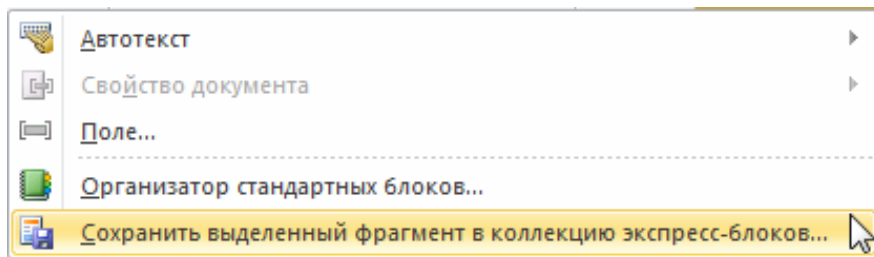 Автотекст
Свойство документа
Поле...
Организатор стандартных блоков...
Сохранить выделенный фрагмент в коллекцию экспресс-блоков...